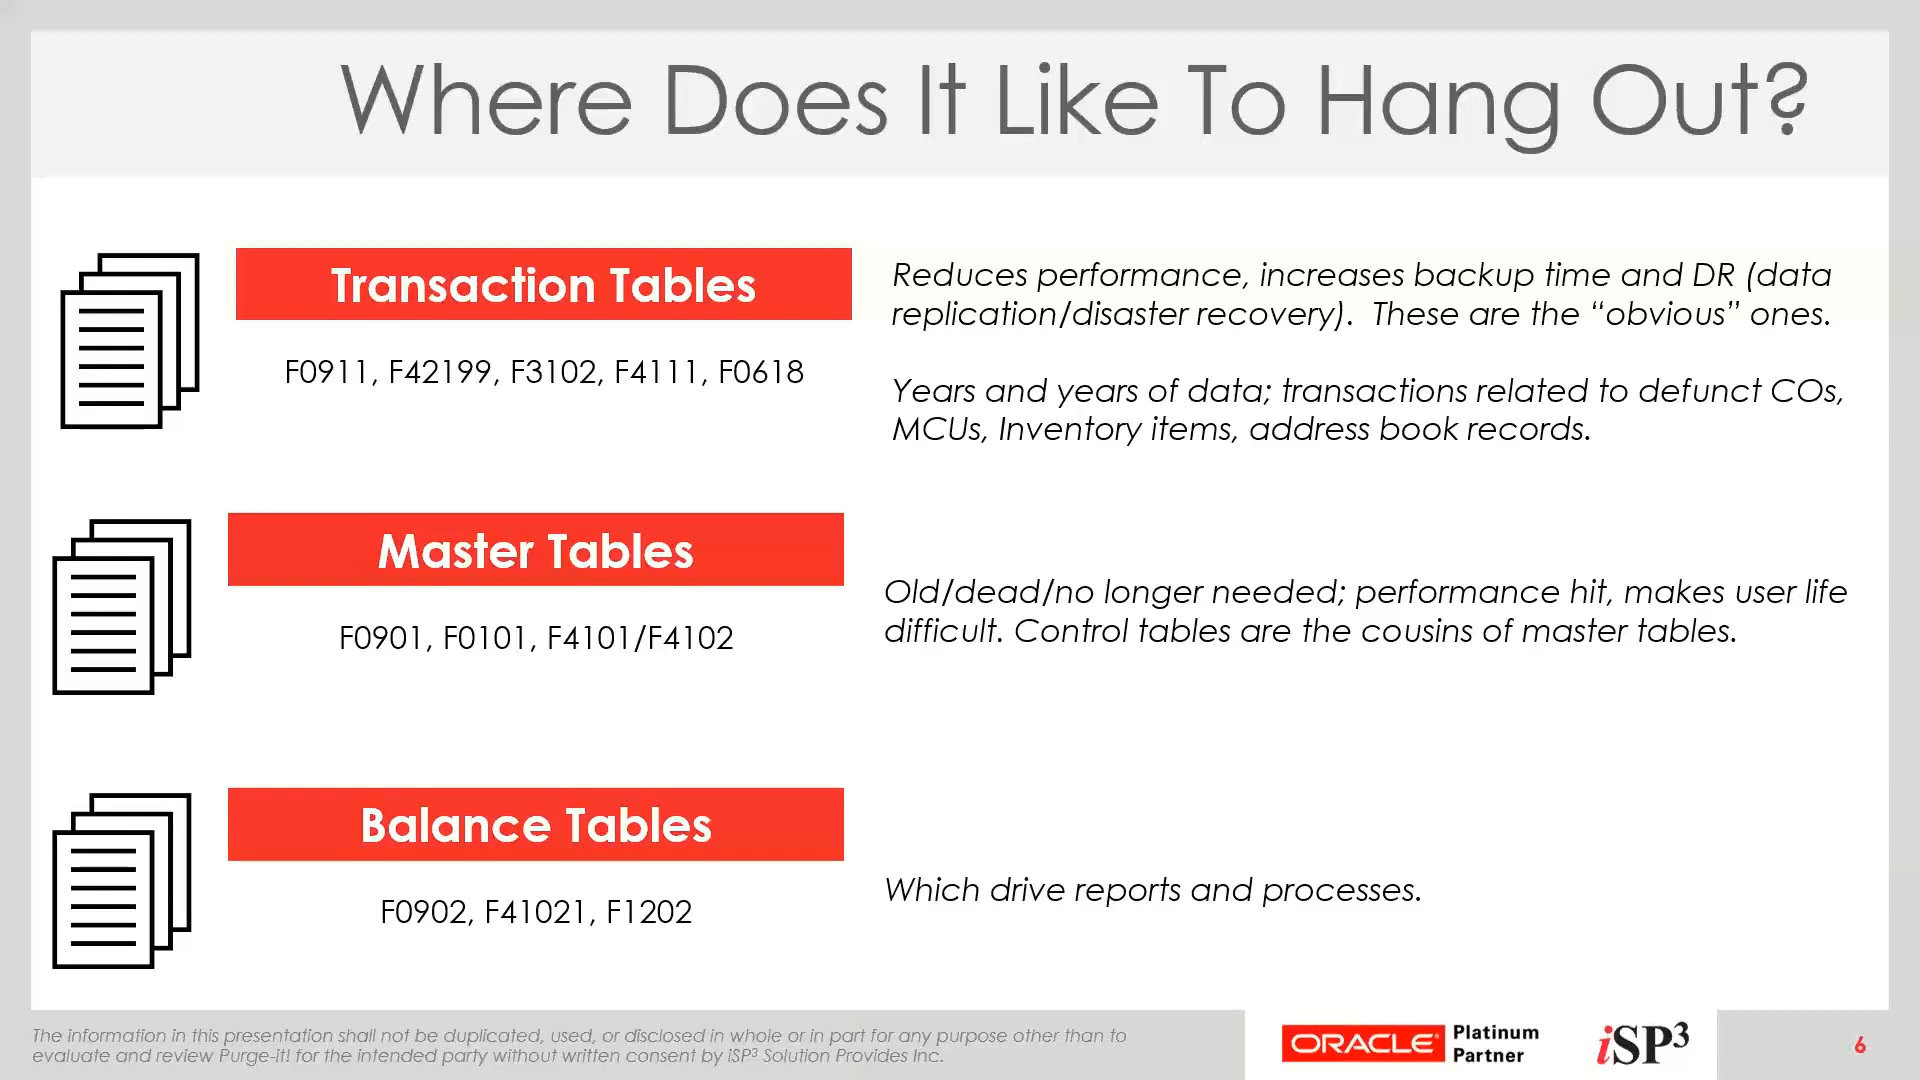 Where Does It Like To Hang Out?
Transaction Tables
F0911, F42199, F3102, F4111, F0618
Reduces performance, increases backup time and DR (data
replication/disaster recovery).  These are the “obvious” ones.
Years and years of data; transactions related to defunct COs,
MCUs, Inventory items, address book records.
Master Tables
F0901, F0101, F4101/F4102
Old/dead/no longer needed; performance hit, makes user life
difficult. Control tables are the cousins of master tables.
Balance Tables
F0902, F41021, F1202
Which drive reports and processes.
The information in this presentation shall not be duplicated, used, or disclosed in whole or in part for any purpose other than to
evaluate and review Purge-it! for the intended party without written consent by iSP³ Solution Provides Inc.
ORACLE Platinum
Partner
iSP³
6